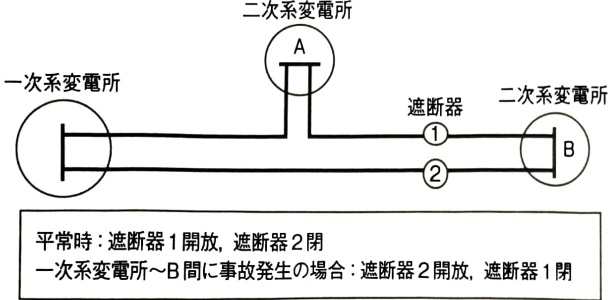 二次系変電所
A
一次系変電所
遮断器
二次系変電所
①
B
②
平常時：遮断器1開放，遮断器2閉
一次系変電所～B間に事故発生の場合：遮断器2開放，遮断器1閉